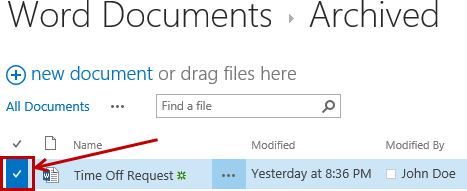 Word Documents › Archived
new document or drag files here
All Documents ... Find a file
Name Modified Modified By
Time Off Request ... Yesterday at 8:36 PM John Doe